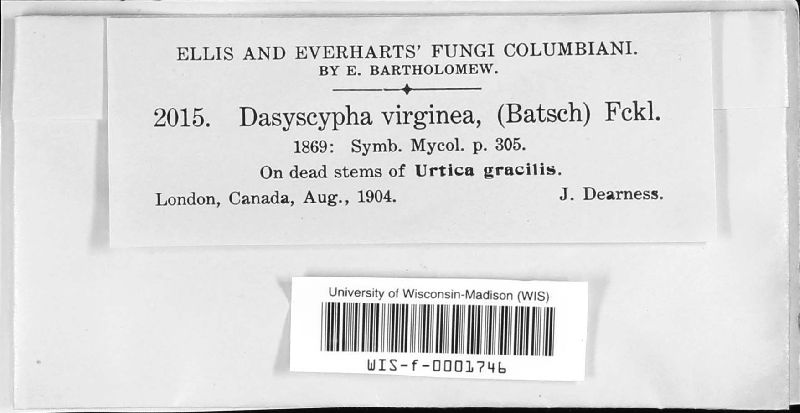 ELLIS AND EVERHARTS' FUNGI COLUMBIANI.
BY E. BARTHOLOMEW.
2015. Dasyscypha virginea, (Batsch) Fckl.
1869: Symb. Mycol. p. 305.
On dead stems of Urtica gracilis.
London, Canada, Aug., 1904. J. Dearness.
University of Wisconsin-Madison (WIS)
WIS-f-0001746